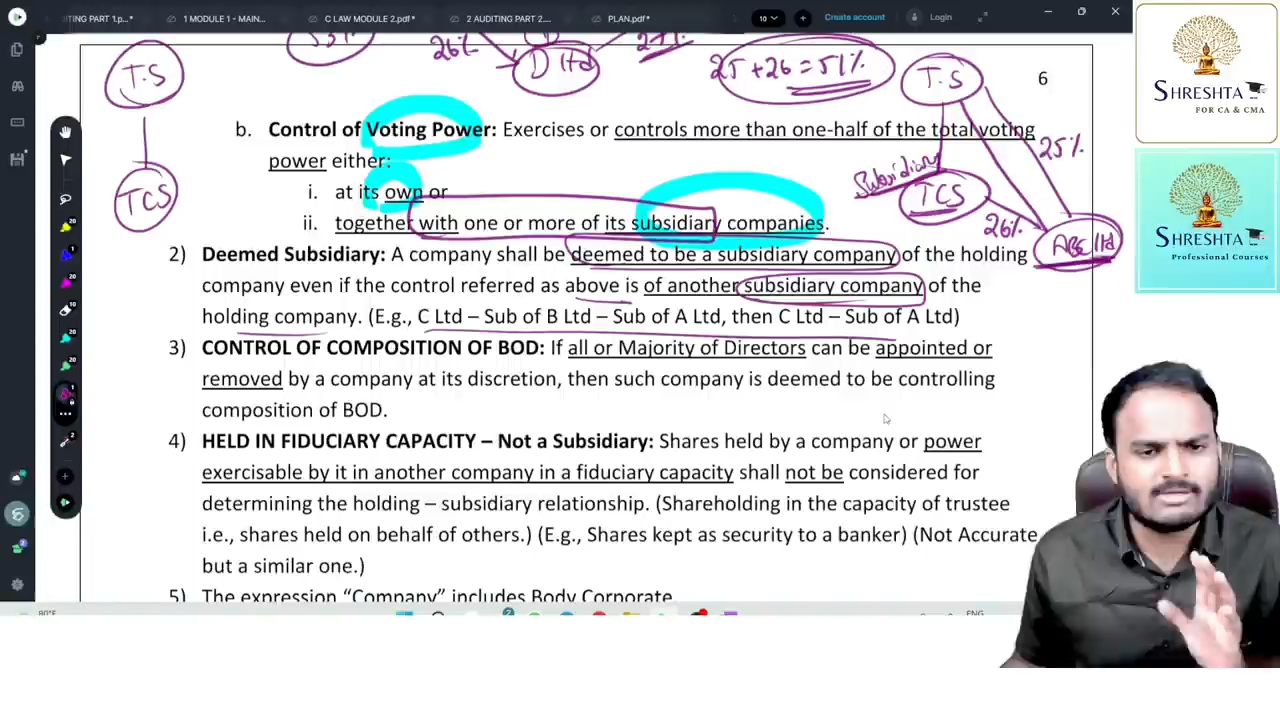 ITING PART 1.p...*
1 MODULE 1 - MAIN...
C LAW MODULE 2.pdf*
2 AUDITING PART 2....
PLAN.pdf*
10
Create account
Login
26%
D ltd
27%
25+26=51%
T.S
T.S
6
SHRESHTA
FOR CA & CMA
b. Control of Voting Power: Exercises or controls more than one-half of the total voting
power either:
25%
i. at its own or
Subsidiary
TCS
TCS
ii. together with one or more of its subsidiary companies.
26%
ABC ltd
SHRESHTA
Professional Courses
2) Deemed Subsidiary: A company shall be deemed to be a subsidiary company of the holding
company even if the control referred as above is of another subsidiary company of the
holding company. (E.g., C Ltd – Sub of B Ltd – Sub of A Ltd, then C Ltd – Sub of A Ltd)
3) CONTROL OF COMPOSITION OF BOD: If all or Majority of Directors can be appointed or
removed by a company at its discretion, then such company is deemed to be controlling
composition of BOD.
4) HELD IN FIDUCIARY CAPACITY – Not a Subsidiary: Shares held by a company or power
exercisable by it in another company in a fiduciary capacity shall not be considered for
determining the holding – subsidiary relationship. (Shareholding in the capacity of trustee
i.e., shares held on behalf of others.) (E.g., Shares kept as security to a banker) (Not Accurate
but a similar one.)
5) The expression “Company” includes Body Corporate.
80°F
ENG